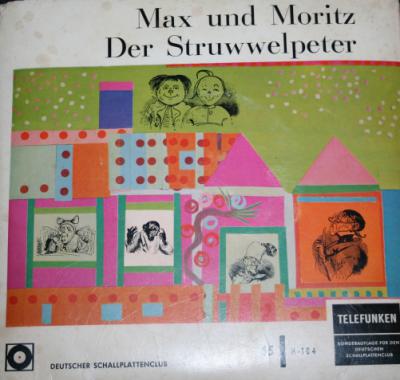 Max und Moritz
Der Struwwelpeter
TELEFUNKEN
SONDERAUFLAGE FÜR DEN
DEUTSCHEN
SCHALLPLATTENCLUB
DEUTSCHER SCHALLPLATTENCLUB